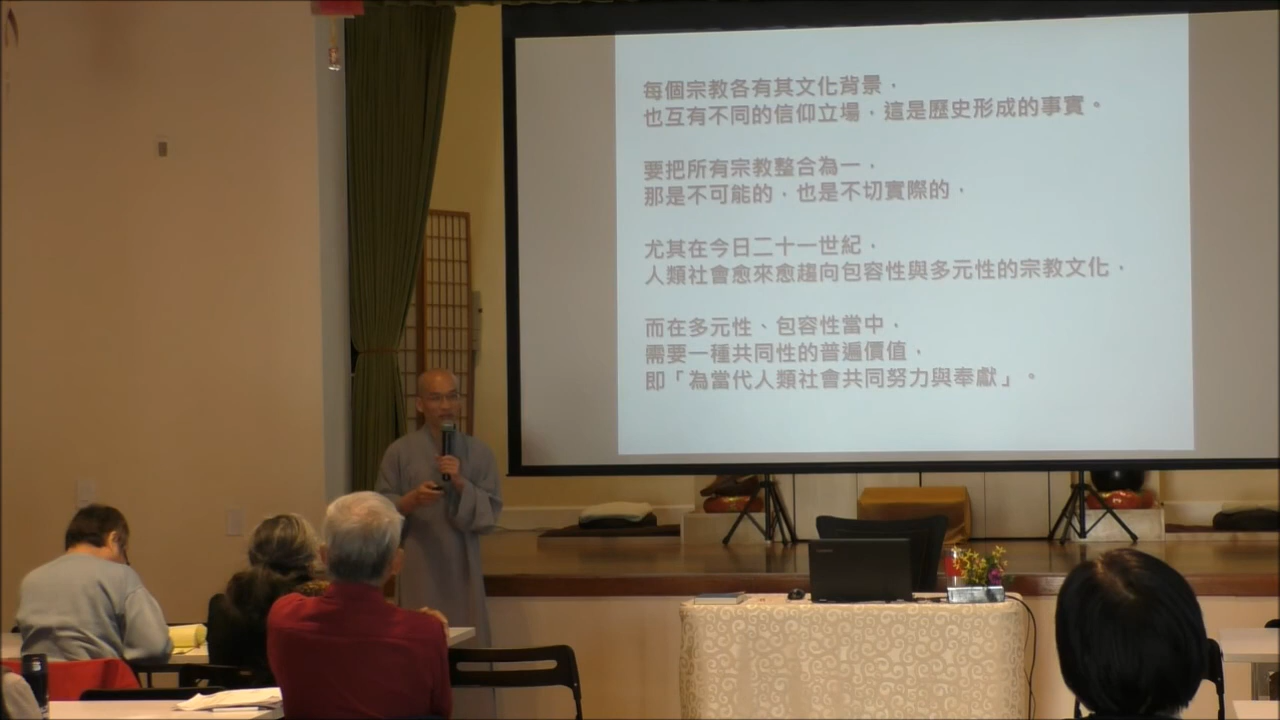 每個宗教各有其文化背景，
也互有不同的信仰立場，這是歷史形成的事實。
要把所有宗教整合為一，
那是不可能的，也是不切實際的，
尤其在今日二十一世紀，
人類社會愈來愈趨向包容性與多元性的宗教文化，
而在多元性、包容性當中，
需要一種共同性的普遍價值，
即「為當代人類社會共同努力與奉獻」。